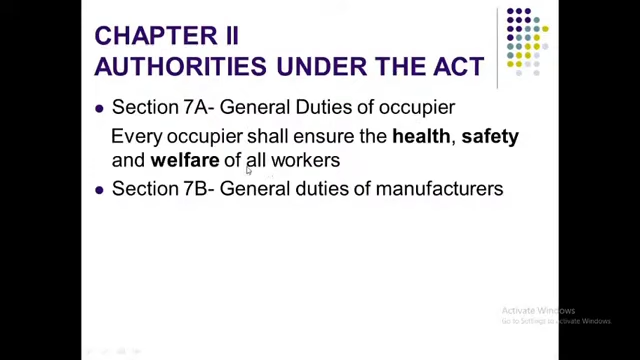 CHAPTER II
AUTHORITIES UNDER THE ACT
Section 7A- General Duties of occupier
Every occupier shall ensure the health, safety
and welfare of all workers
Section 7B- General duties of manufacturers
Activate Windows
Go to Settings to activate Windows.